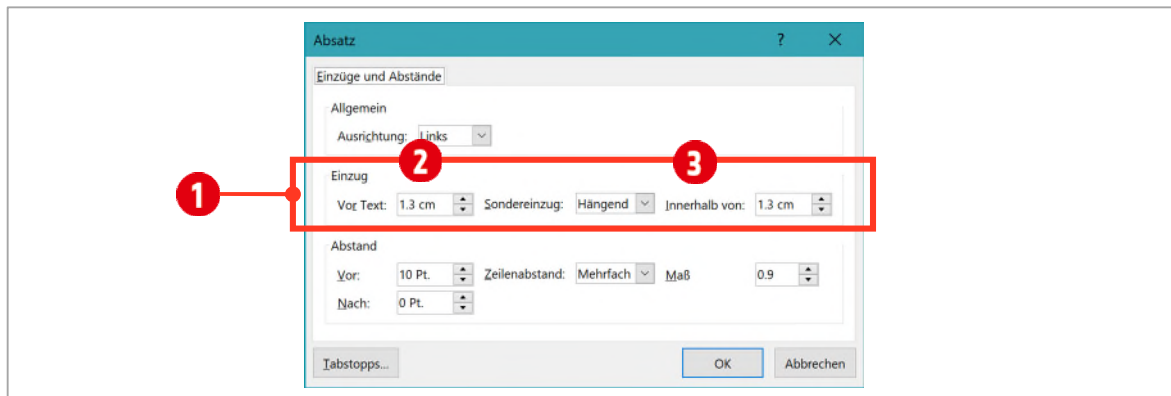 Absatz ? ×
Einzüge und Abstände
Allgemein
Ausrichtung: Links
2 3
1
Einzug
Vor Text: 1.3 cm Sondereinzug: Hängend Innerhalb von: 1.3 cm
Abstand
Vor: 10 Pt. Zeilenabstand: Mehrfach Maß 0.9
Nach: 0 Pt.
Tabstopps... OK Abbrechen